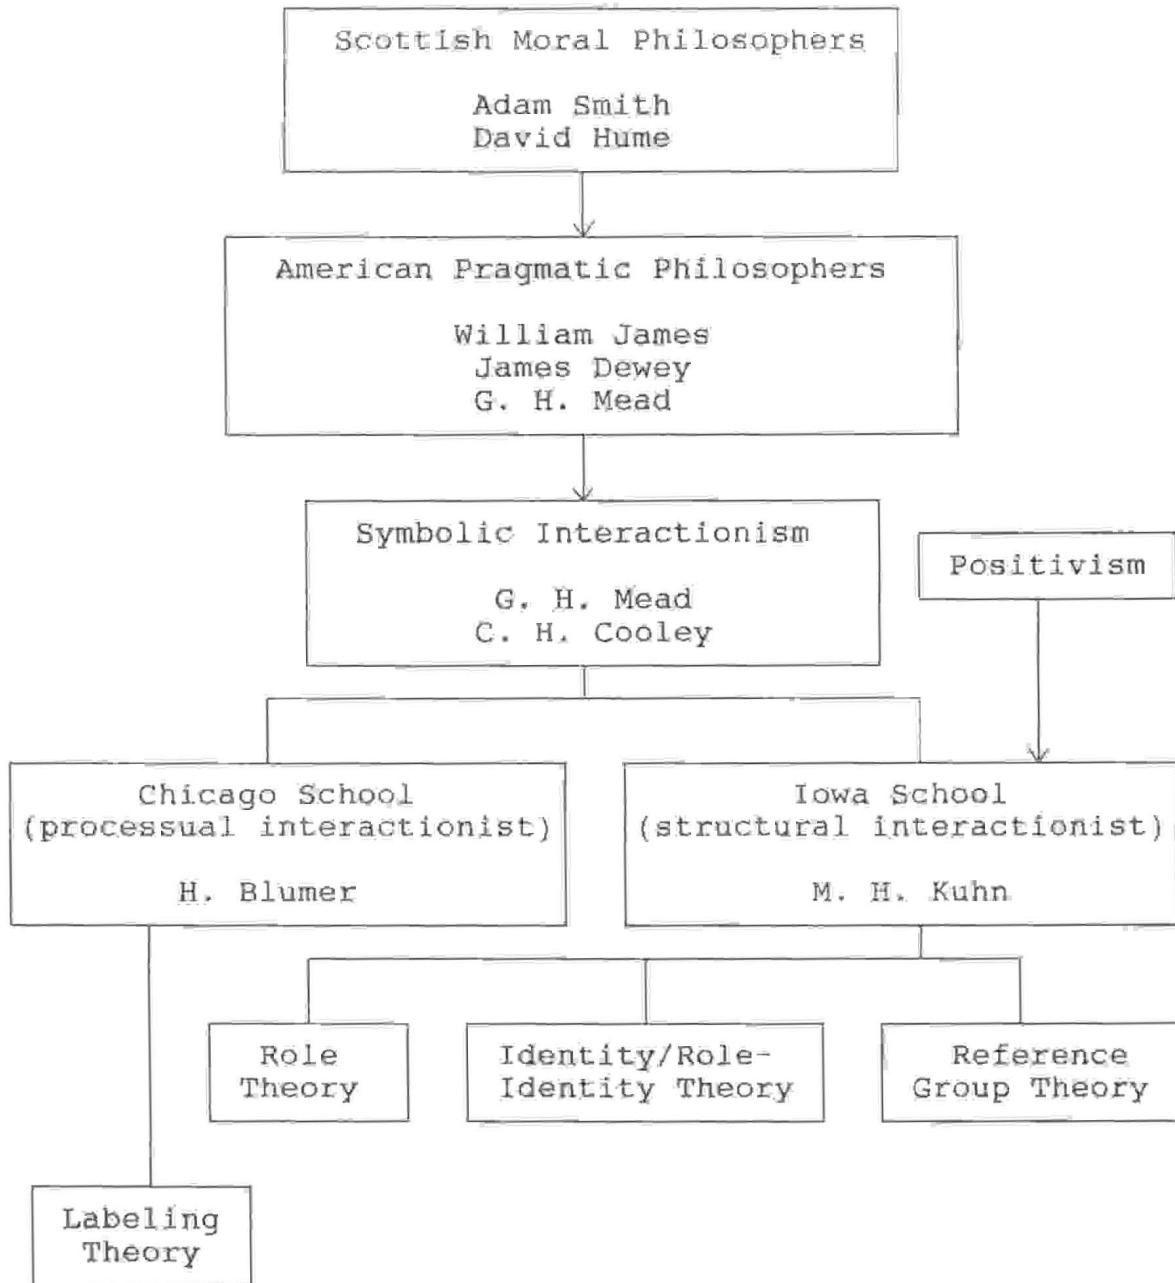 Scottish Moral Philosophers
Adam Smith
David Hume
American Pragmatic Philosophers
William James
James Dewey
G. H. Mead
Symbolic Interactionism
G. H. Mead
C. H. Cooley
Positivism
Chicago School
(processual interactionist)
H. Blumer
Iowa School
(structural interactionist)
M. H. Kuhn
Role
Theory
Identity/Role-
Identity Theory
Reference
Group Theory
Labeling
Theory